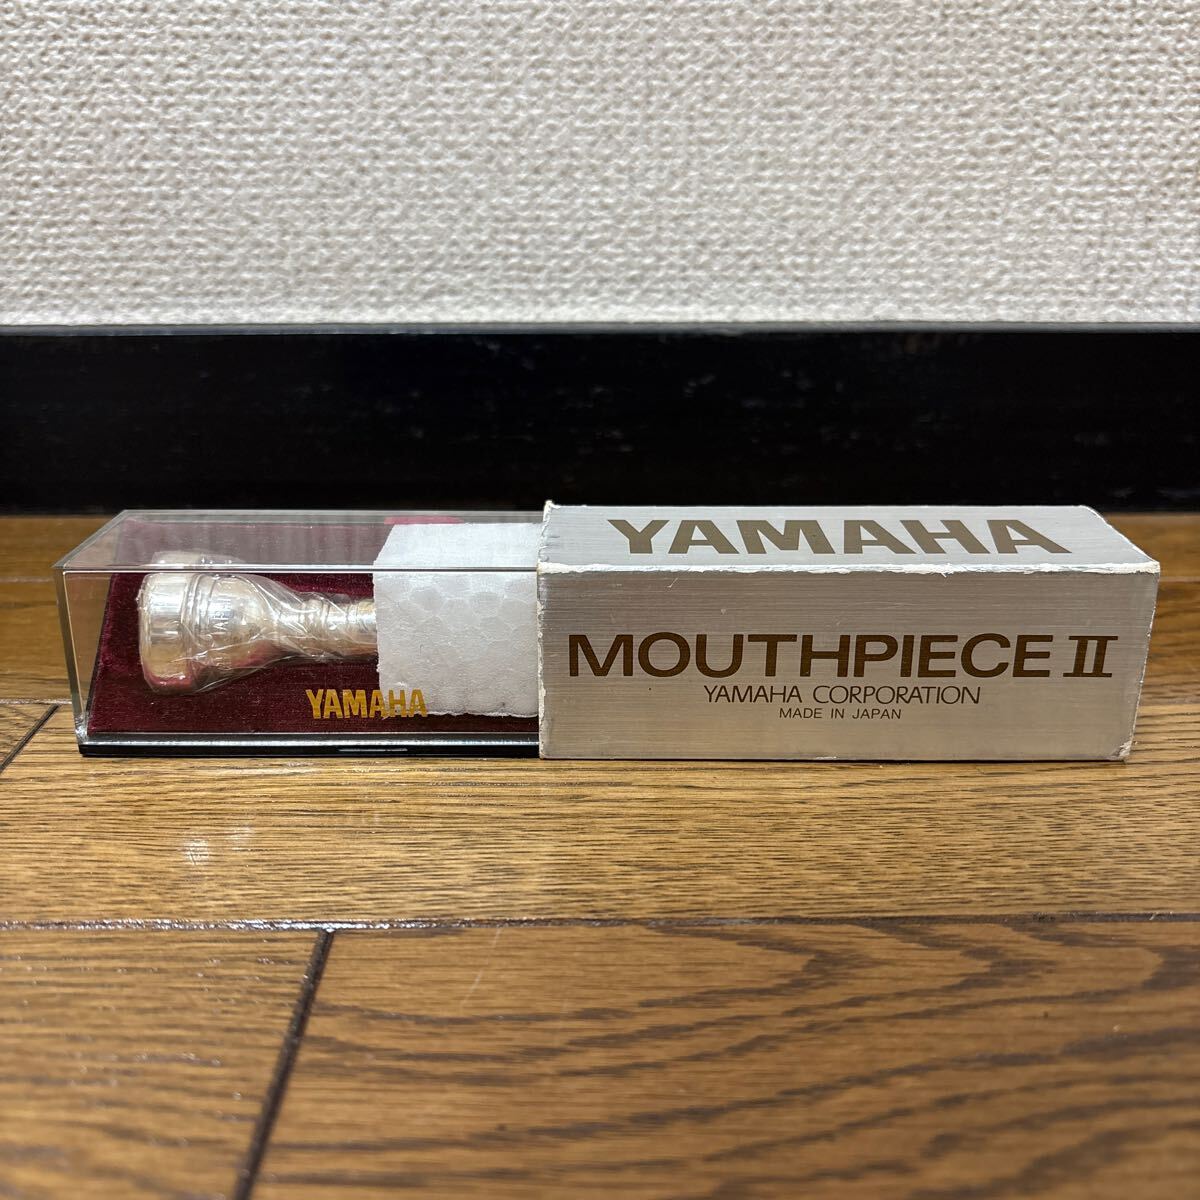 YAMAHA
MOUTHPIECE II
YAMAHA CORPORATION
MADE IN JAPAN
YAMAHA